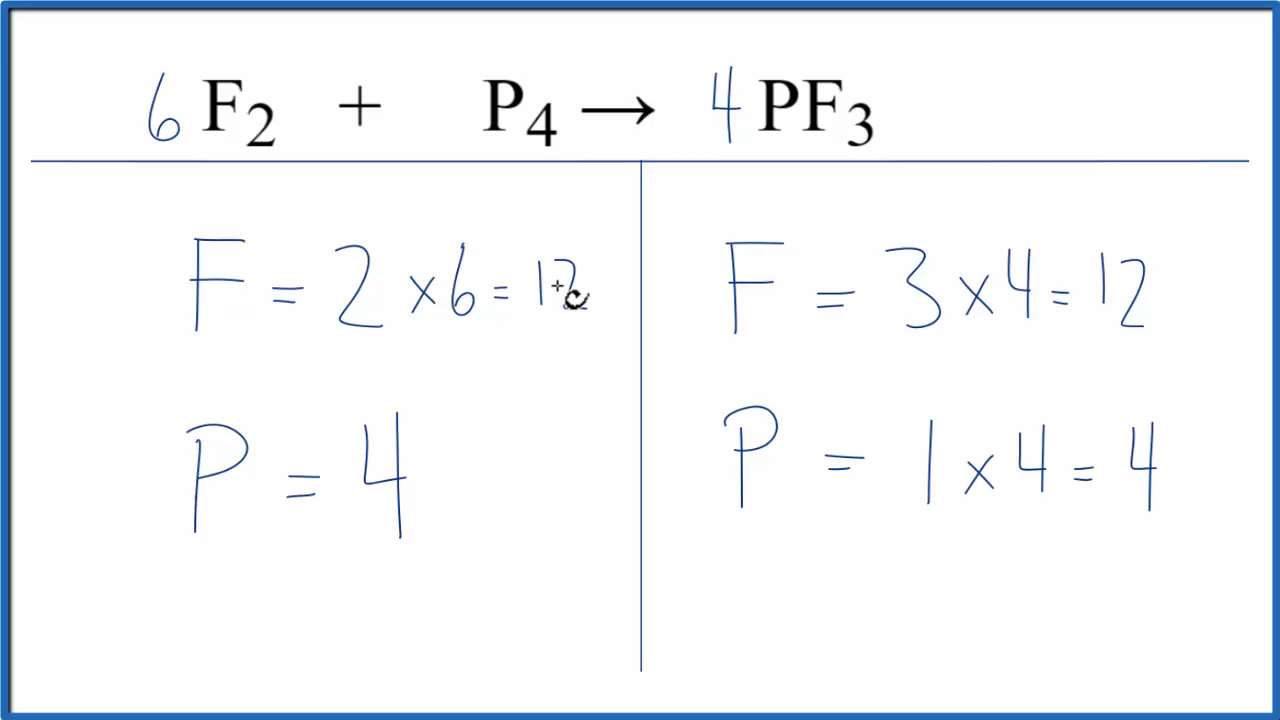 6 F₂ + P₄ → 4 PF₃
F = 2 x 6 = 12
F = 3 x 4 = 12
P = 4
P = 1 x 4 = 4